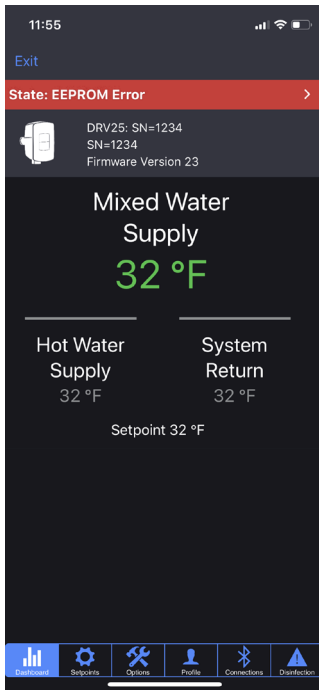 11:55
Exit
State: EEPROM Error
DRV25: SN=1234
SN=1234
Firmware Version 23
Mixed Water
Supply
32 °F
Hot Water
Supply
32 °F
System
Return
32 °F
Setpoint 32 °F
Dashboard Setpoints Options Profile Connections Disinfection